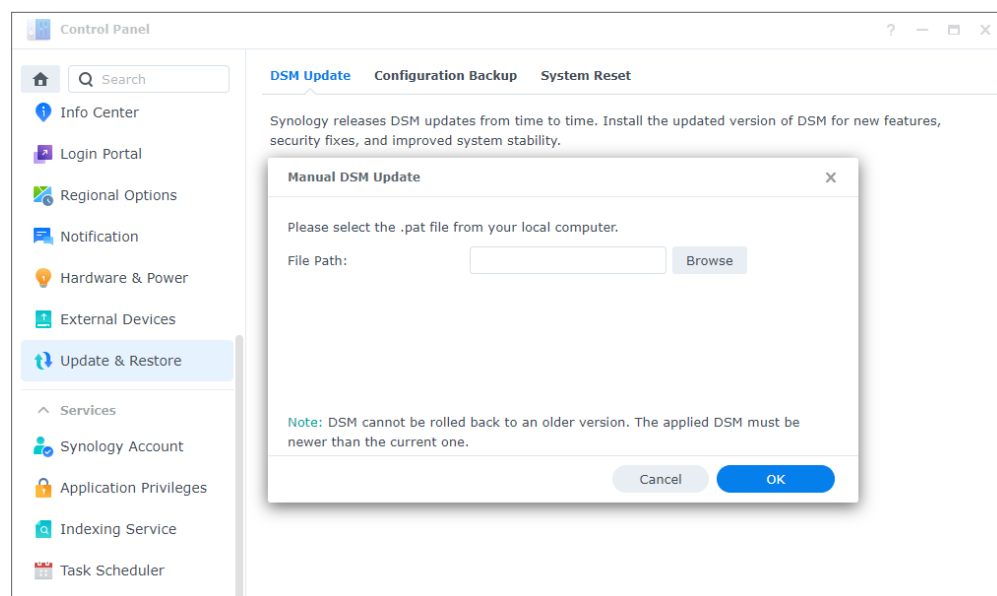 Control Panel
Search
DSM Update Configuration Backup System Reset
Info Center
Login Portal
Regional Options
Notification
Hardware & Power
External Devices
Update & Restore
Services
Synology Account
Application Privileges
Indexing Service
Task Scheduler
Synology releases DSM updates from time to time. Install the updated version of DSM for new features,
security fixes, and improved system stability.
Manual DSM Update
Please select the .pat file from your local computer.
File Path:
Browse
Note: DSM cannot be rolled back to an older version. The applied DSM must be
newer than the current one.
Cancel OK